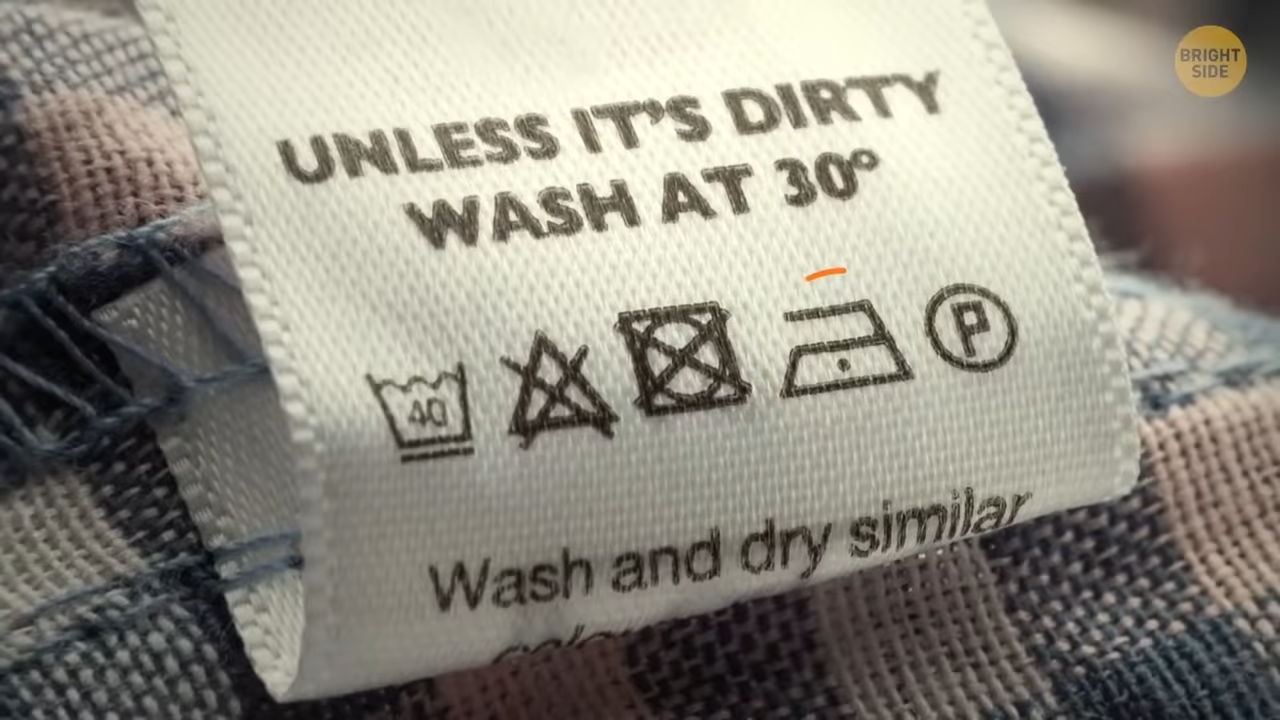 BRIGHT
SIDE
UNLESS IT'S DIRTY
WASH AT 30°
40
P
Wash and dry similar